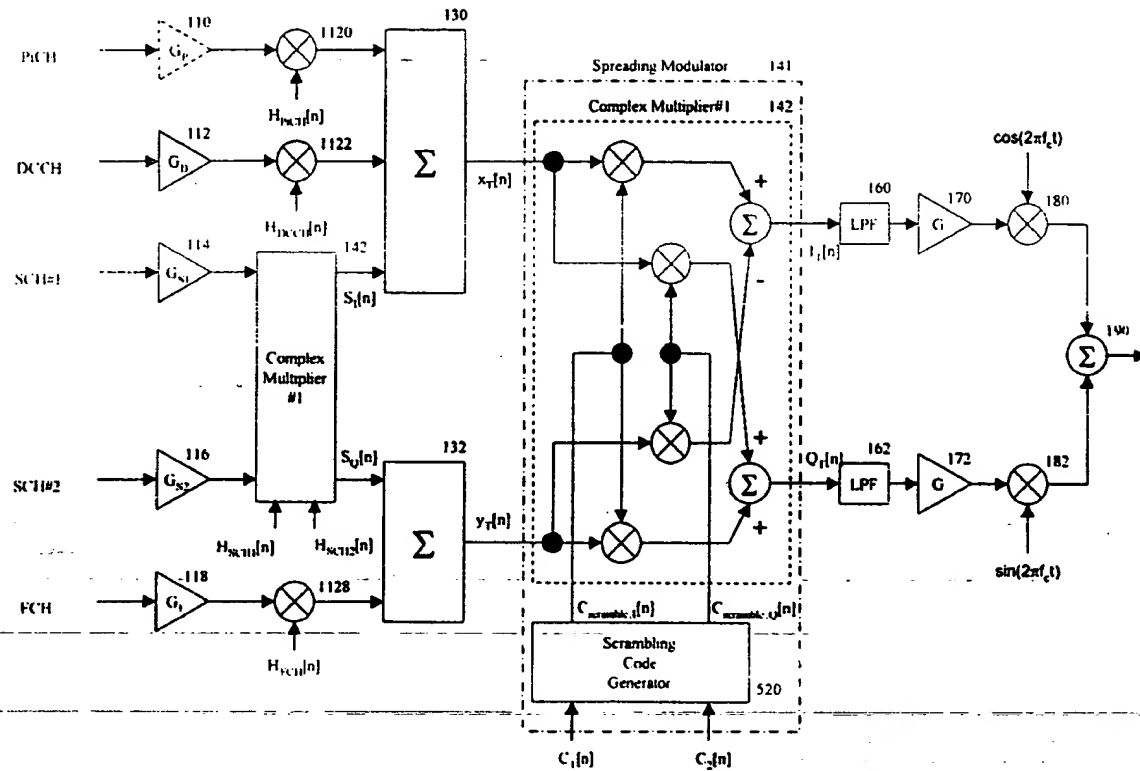 110
1120
130
PiCH
G_P
H_PiCH[n]
Spreading Modulator 141
Complex Multiplier#1 142
112
1122
DCCH
G_D
H_DCCH[n]
Σ
x_T[n]
cos(2πf_ct)
114
142
SCH#1
G_S1
S_I[n]
Complex
Multiplier
#1
+
Σ
-
160
LPF
I_T[n]
170
G
180
190
Σ
116
SCH#2
G_S2
S_Q[n]
132
H_SCH1[n]
H_SCH2[n]
Σ
y_T[n]
+
Σ
+
Q_T[n]
162
LPF
172
G
182
sin(2πf_ct)
118
1128
FCH
H_FCH[n]
C_scramble,I[n]
C_scramble,Q[n]
Scrambling
Code
Generator
520
C_1[n]
C_2[n]